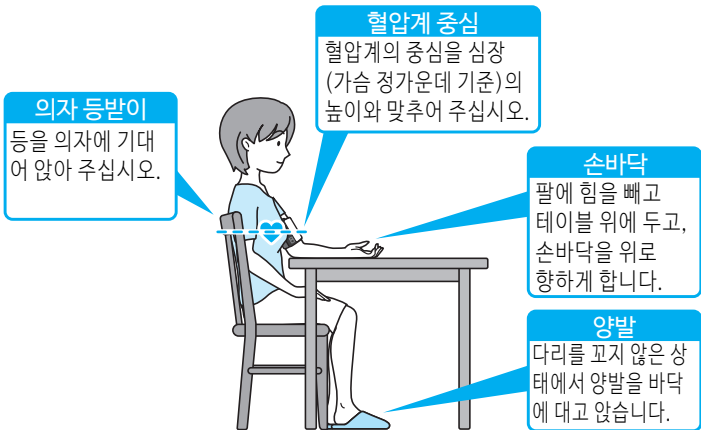 혈압계 중심
혈압계의 중심을 심장
(가슴 정가운데 기준)의
높이와 맞추어 주십시오.
의자 등받이
등을 의자에 기대
어 앉아 주십시오.
손바닥
팔에 힘을 빼고
테이블 위에 두고,
손바닥을 위로
향하게 합니다.
양발
다리를 꼬지 않은 상
태에서 양발을 바닥
에 대고 앉습니다.